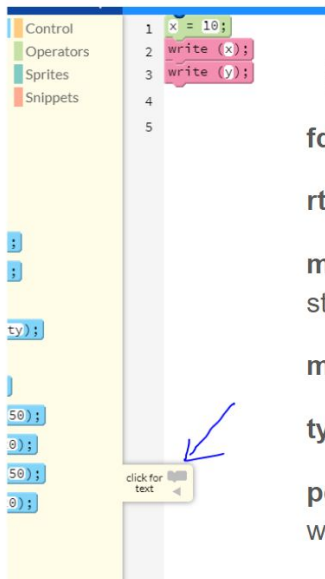 Control
Operators
Sprites
Snippets
1 x = 10;
2 write (x);
3 write (y);
4
5
;
;
ty);
50);
0);
50);
0);
click for
text
fo
rt
m
st
m
ty
w